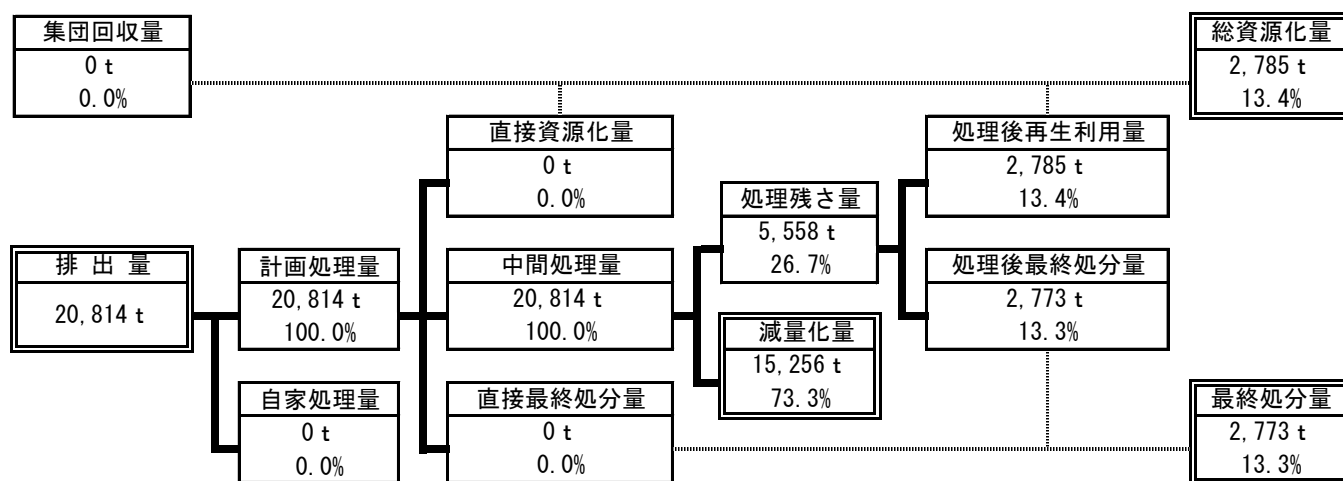 集団回収量
0 t
0.0%
総資源化量
2,785 t
13.4%
直接資源化量
0 t
0.0%
処理後再生利用量
2,785 t
13.4%
処理残さ量
5,558 t
26.7%
排 出 量
20,814 t
計画処理量
20,814 t
100.0%
中間処理量
20,814 t
100.0%
処理後最終処分量
2,773 t
13.3%
減量化量
15,256 t
73.3%
自家処理量
0 t
0.0%
直接最終処分量
0 t
0.0%
最終処分量
2,773 t
13.3%